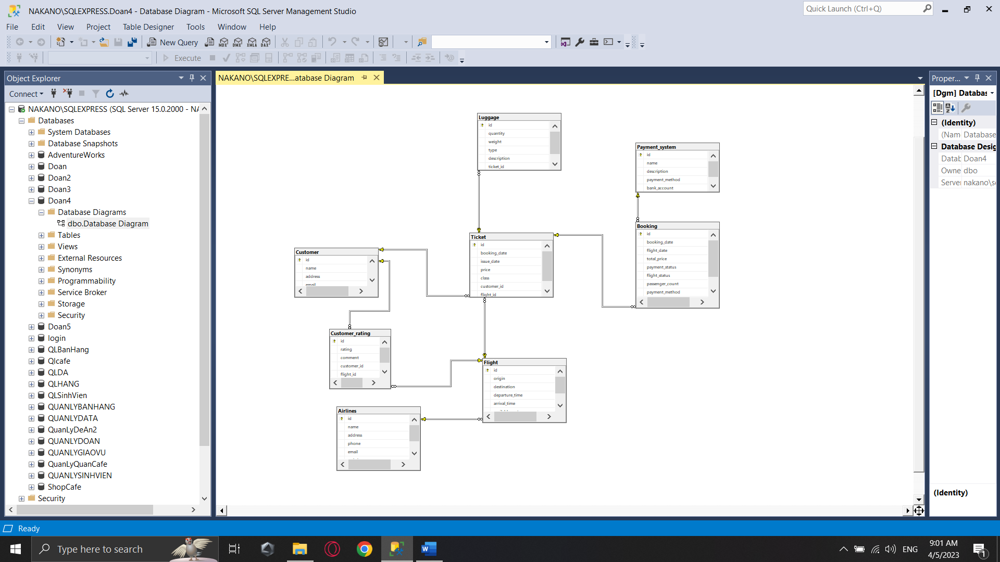 NAKANO\SQLEXPRESS.Doan4 - Database Diagram - Microsoft SQL Server Management Studio
Quick Launch (Ctrl+Q)
File Edit View Project Table Designer Tools Window Help
New Query MDX DMX XMLA DAX
Execute
Object Explorer
Connect
NAKANO\SQLEXPRESS (SQL Server 15.0.2000 - NA
Databases
System Databases
Database Snapshots
AdventureWorks
Doan
Doan2
Doan3
Doan4
Database Diagrams
dbo.Database Diagram
Tables
Views
External Resources
Synonyms
Programmability
Service Broker
Storage
Security
Doan5
login
QLBanHang
Qlcafe
QLDA
QLHANG
QLSinhVien
QUANLYBANHANG
QUANLYDATA
QuanLyDeAn2
QUANLYDOAN
QUANLYGIAOVU
QuanLyQuanCafe
QUANLYSINHVIEN
ShopCafe
Security
NAKANO\SQLEXPRE...atabase Diagram
Luggage
id
quantity
weight
type
description
ticket_id
Payment_system
id
name
description
payment_method
bank_account
Ticket
id
booking_date
issue_date
price
class
customer_id
flight_id
Booking
id
booking_date
flight_date
total_price
payment_status
flight_status
passenger_count
payment_method
Customer
id
name
address
email
Customer_rating
id
rating
comment
customer_id
flight_id
Flight
id
origin
destination
departure_time
arrival_time
Airlines
id
name
address
phone
email
Proper...
[Dgm] Databas
(Identity)
(Nam Database
Database Desig
Datab Doan4
Owne dbo
Server nakano\s
(Identity)
Ready
Type here to search
ENG
9:01 AM
4/5/2023
1